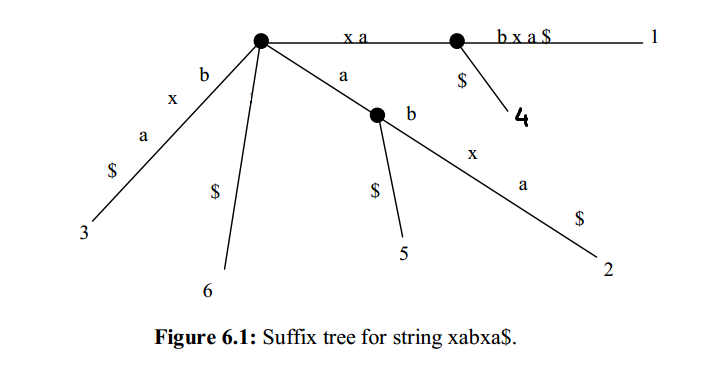 x a
b x a $
1
b
a
$
x
b
4
a
x
$
$
$
a
3
$
5
2
6
Figure 6.1: Suffix tree for string xabxa$.